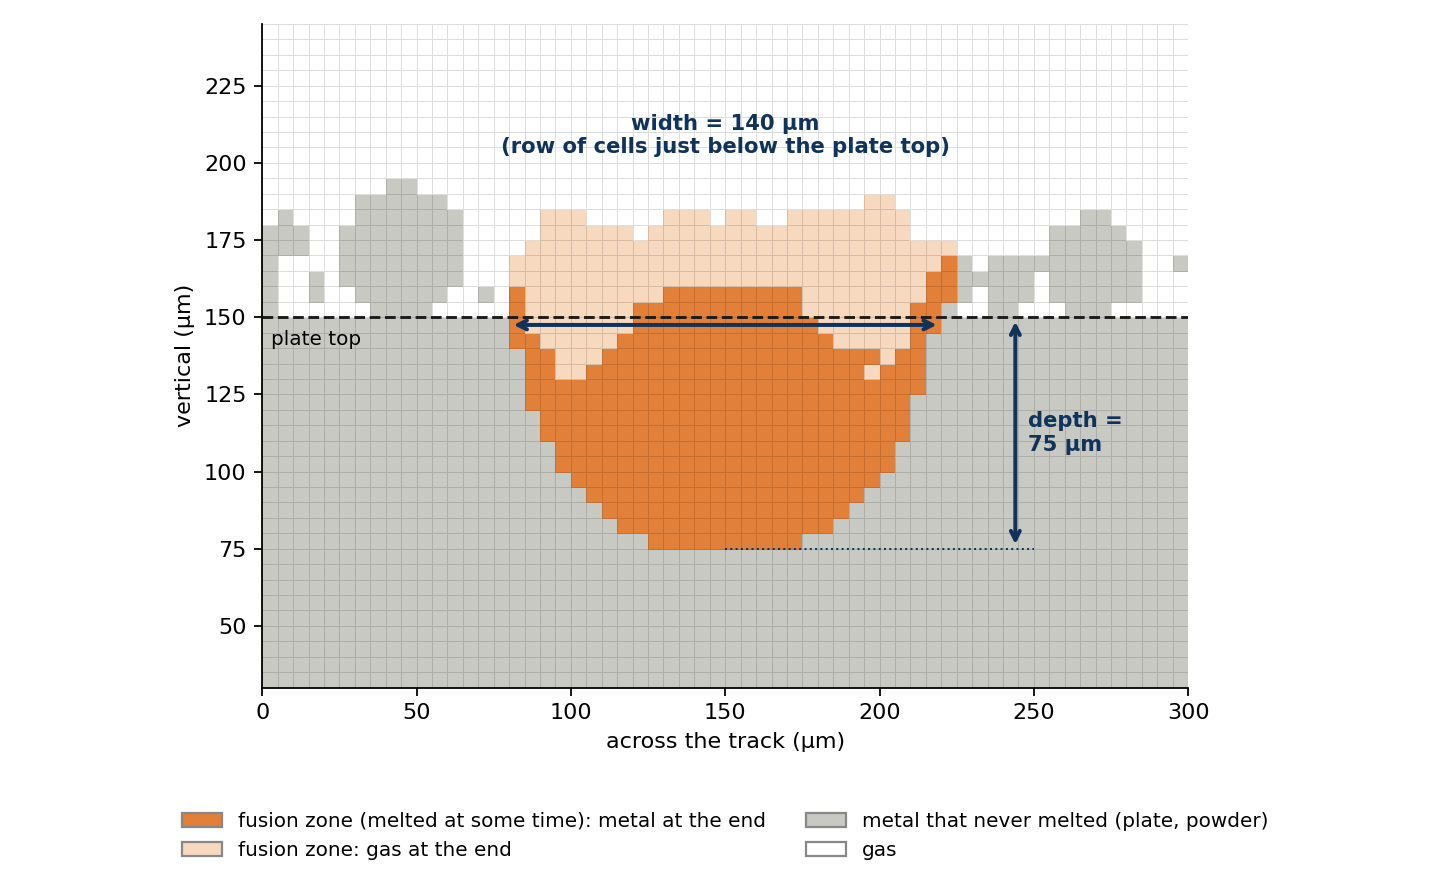 225
width = 140 µm
(row of cells just below the plate top)
200
175
150
plate top
125
depth =
75 µm
100
75
50
vertical (µm)
0 50 100 150 200 250 300
across the track (µm)
fusion zone (melted at some time): metal at the end
metal that never melted (plate, powder)
fusion zone: gas at the end
gas